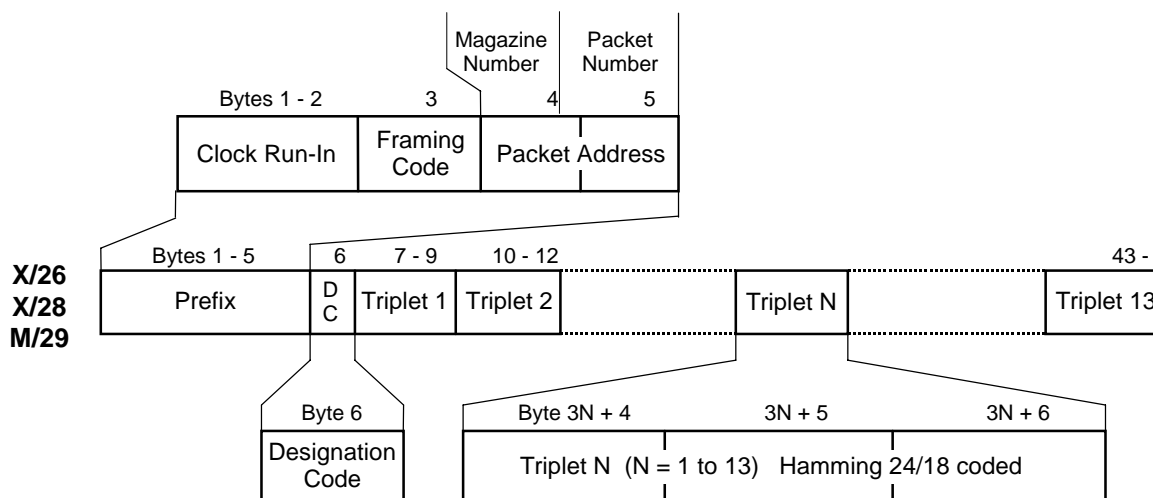 Magazine Number
Packet Number
Bytes 1 - 2
3
4
5
Clock Run-In
Framing Code
Packet Address
X/26
X/28
M/29
Bytes 1 - 5
6
7 - 9
10 - 12
43 -
Prefix
D C
Triplet 1
Triplet 2
Triplet N
Triplet 13
Byte 6
Byte 3N + 4
3N + 5
3N + 6
Designation Code
Triplet N (N = 1 to 13) Hamming 24/18 coded